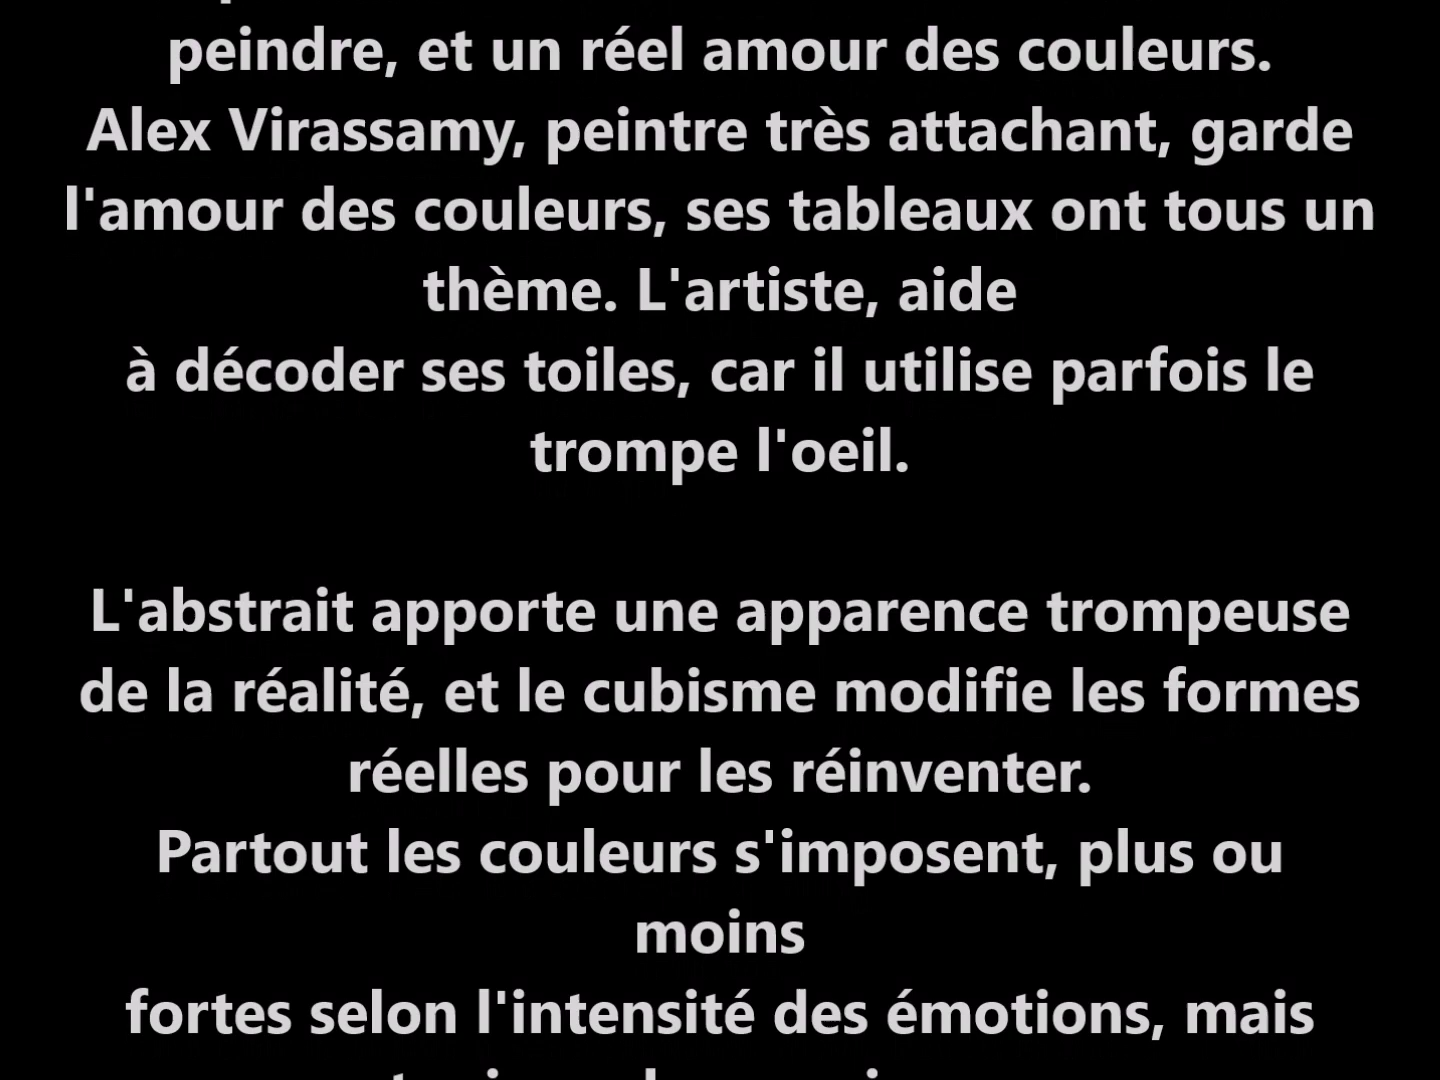 peindre, et un réel amour des couleurs.
Alex Virassamy, peintre très attachant, garde
l'amour des couleurs, ses tableaux ont tous un
thème. L'artiste, aide
à décoder ses toiles, car il utilise parfois le
trompe l'oeil.
L'abstrait apporte une apparence trompeuse
de la réalité, et le cubisme modifie les formes
réelles pour les réinventer.
Partout les couleurs s'imposent, plus ou
moins
fortes selon l'intensité des émotions, mais